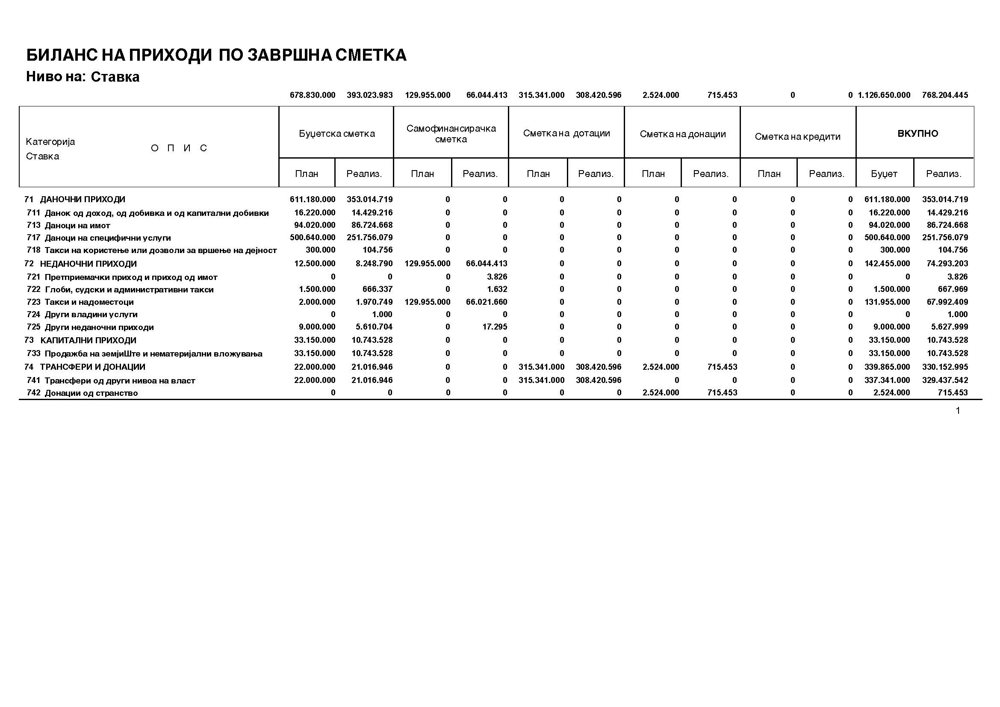 БИЛАНС НА ПРИХОДИ ПО ЗАВРШНА СМЕТКА
Ниво на: Ставка
678.830.000 393.023.983 129.955.000 66.044.413 315.341.000 308.420.596 2.524.000 715.453 0 0 1.126.650.000 768.204.445
Категорија
Ставка
О П И С
Буџетска сметка
Самофинансирачка
сметка
Сметка на дотации
Сметка на донации
Сметка на кредити
ВКУПНО
План Реализ. План Реализ. План Реализ. План Реализ. План Реализ. Буџет Реализ.
71 ДАНОЧНИ ПРИХОДИ 611.180.000 353.014.719 0 0 0 0 0 0 0 0 611.180.000 353.014.719
711 Данок од доход, од добивка и од капитални добивки 16.220.000 14.429.216 0 0 0 0 0 0 0 0 16.220.000 14.429.216
713 Даноци на имот 94.020.000 86.724.668 0 0 0 0 0 0 0 0 94.020.000 86.724.668
717 Даноци на специфични услуги 500.640.000 251.756.079 0 0 0 0 0 0 0 0 500.640.000 251.756.079
718 Такси на користење или дозволи за вршење на дејност 300.000 104.756 0 0 0 0 0 0 0 0 300.000 104.756
72 НЕДАНОЧНИ ПРИХОДИ 12.500.000 8.248.790 129.955.000 66.044.413 0 0 0 0 0 0 142.455.000 74.293.203
721 Претприемачки приход и приход од имот 0 0 0 3.826 0 0 0 0 0 0 0 3.826
722 Глоби, судски и административни такси 1.500.000 666.337 0 1.632 0 0 0 0 0 0 1.500.000 667.969
723 Такси и надоместоци 2.000.000 1.970.749 129.955.000 66.021.660 0 0 0 0 0 0 131.955.000 67.992.409
724 Други владини услуги 0 1.000 0 0 0 0 0 0 0 0 0 1.000
725 Други неданочни приходи 9.000.000 5.610.704 0 17.295 0 0 0 0 0 0 9.000.000 5.627.999
73 КАПИТАЛНИ ПРИХОДИ 33.150.000 10.743.528 0 0 0 0 0 0 0 0 33.150.000 10.743.528
733 Продажба на земјиШте и нематеријални вложувања 33.150.000 10.743.528 0 0 0 0 0 0 0 0 33.150.000 10.743.528
74 ТРАНСФЕРИ И ДОНАЦИИ 22.000.000 21.016.946 0 0 315.341.000 308.420.596 2.524.000 715.453 0 0 339.865.000 330.152.995
741 Трансфери од други нивоа на власт 22.000.000 21.016.946 0 0 315.341.000 308.420.596 0 0 0 0 337.341.000 329.437.542
742 Донации од странство 0 0 0 0 0 0 2.524.000 715.453 0 0 2.524.000 715.453
1